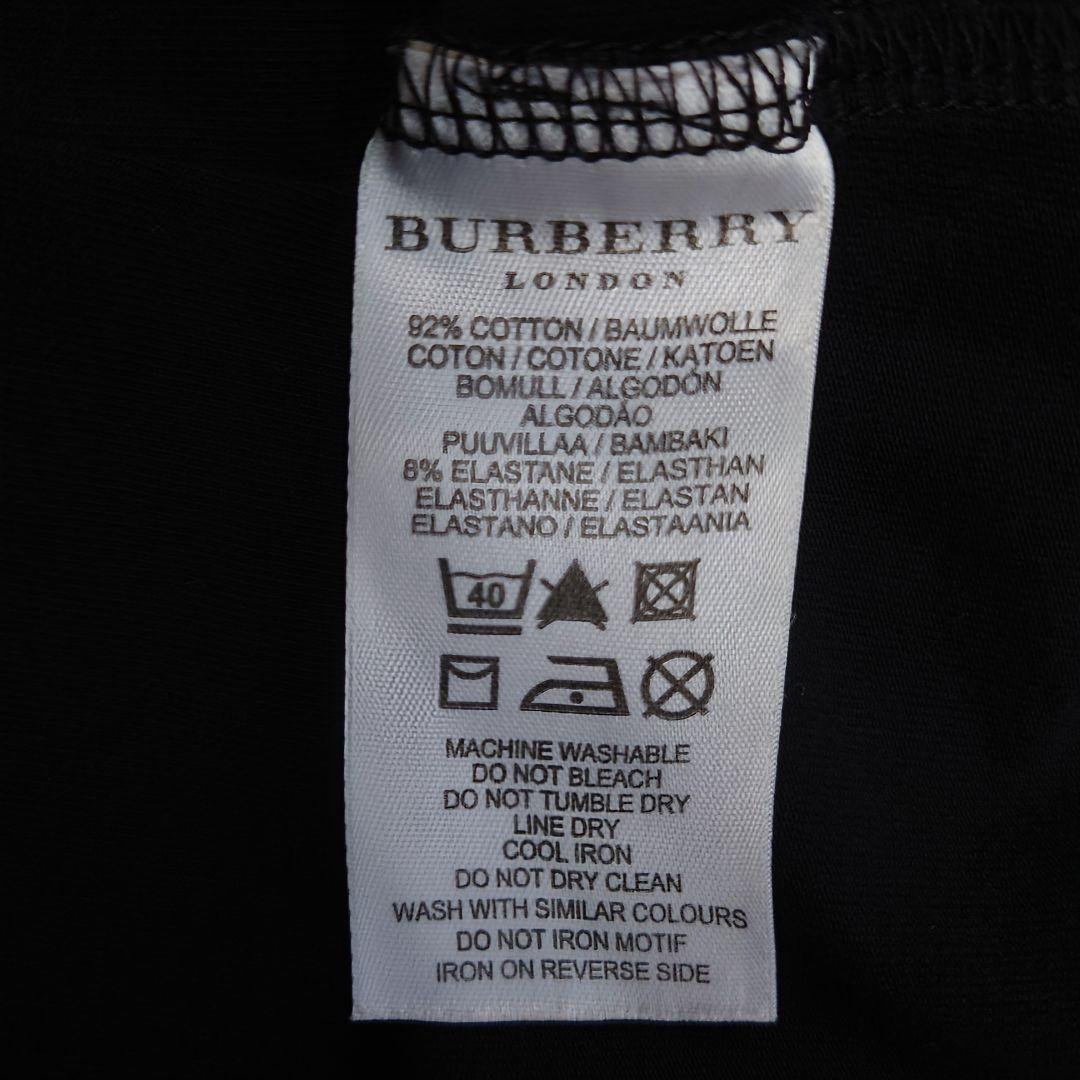 BURBERRY
LONDON
92% COTTON / BAUMWOLLE
COTON / COTONE / KATOEN
BOMULL / ALGODÓN
ALGODÃO
PUUVILLAA / BAMBAKI
8% ELASTANE / ELASTHAN
ELASTHANNE / ELASTAN
ELASTANO / ELASTAANIA
40
MACHINE WASHABLE
DO NOT BLEACH
DO NOT TUMBLE DRY
LINE DRY
COOL IRON
DO NOT DRY CLEAN
WASH WITH SIMILAR COLOURS
DO NOT IRON MOTIF
IRON ON REVERSE SIDE